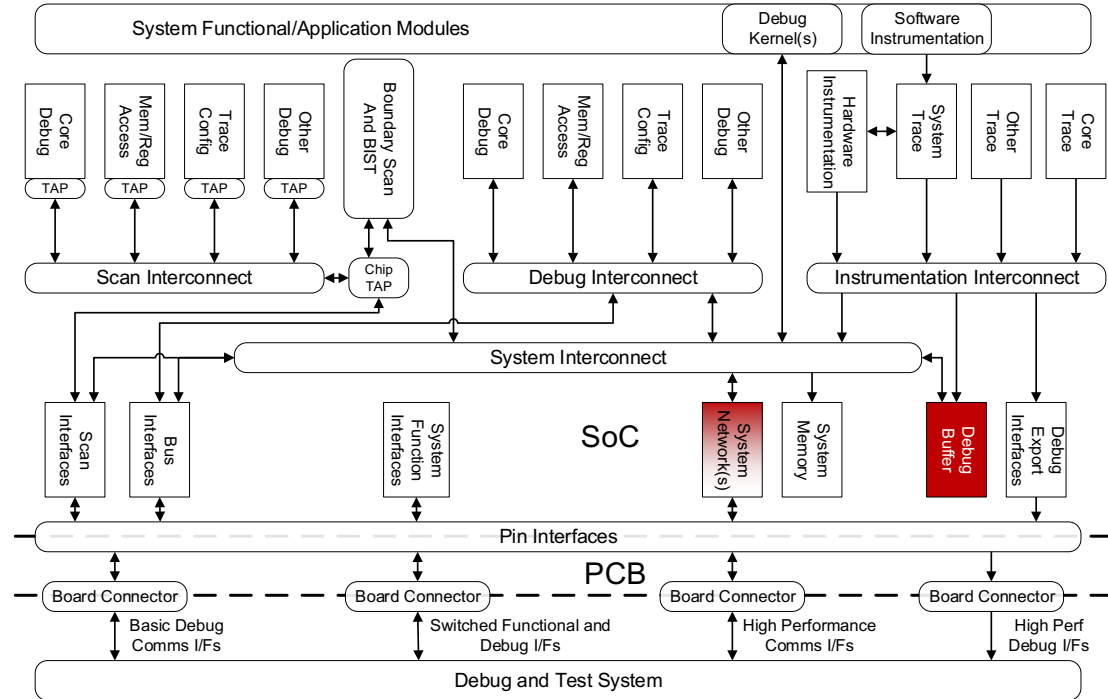 System Functional/Application Modules
Debug
Kernel(s)
Software
Instrumentation
Core
Debug
TAP
Mem/Reg
Access
TAP
Trace
Config
TAP
Other
Debug
TAP
Boundary Scan
And BIST
Core
Debug
Mem/Reg
Access
Trace
Config
Other
Debug
Hardware
Instrumentation
System
Trace
Other
Trace
Core
Trace
Scan Interconnect
Chip
TAP
Debug Interconnect
Instrumentation Interconnect
System Interconnect
Scan
Interfaces
Bus
Interfaces
System
Function
Interfaces
SoC
System
Network(s)
System
Memory
Debug
Buffer
Debug
Export
Interfaces
Pin Interfaces
PCB
Board Connector
Board Connector
Board Connector
Board Connector
Basic Debug
Comms I/Fs
Switched Functional and
Debug I/Fs
High Performance
Comms I/Fs
High Perf
Debug I/Fs
Debug and Test System